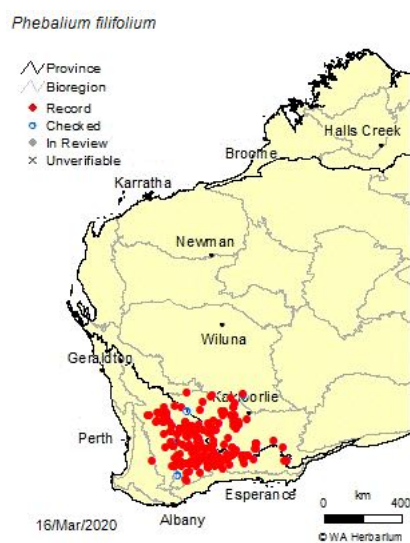 Phebalium filifolium
Province
Bioregion
Record
Checked
In Review
Unverifiable
Halls Creek
Broome
Karratha
Newman
Wiluna
Geraldton
Perth
Esperance
Albany
16/Mar/2020
km
0 400
© WA Herbarium